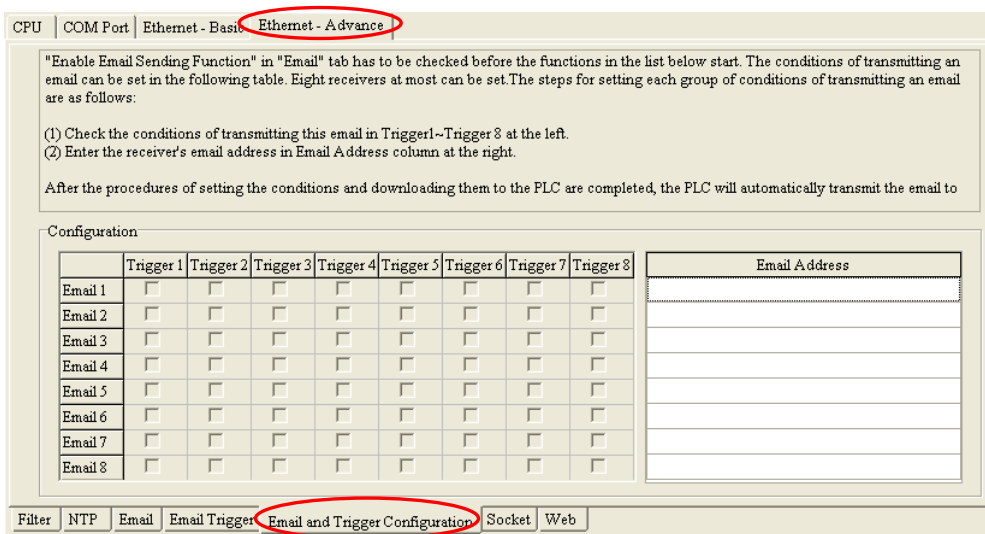 CPU COM Port Ethernet - Basic Ethernet - Advance
"Enable Email Sending Function" in "Email" tab has to be checked before the functions in the list below start. The conditions of transmitting an
email can be set in the following table. Eight receivers at most can be set.The steps for setting each group of conditions of transmitting an email
are as follows:
(1) Check the conditions of transmitting this email in Trigger1~Trigger 8 at the left.
(2) Enter the receiver's email address in Email Address column at the right.
After the procedures of setting the conditions and downloading them to the PLC are completed, the PLC will automatically transmit the email to
Configuration
Trigger 1 Trigger 2 Trigger 3 Trigger 4 Trigger 5 Trigger 6 Trigger 7 Trigger 8 Email Address
Email 1
Email 2
Email 3
Email 4
Email 5
Email 6
Email 7
Email 8
Filter NTP Email Email Trigger Email and Trigger Configuration Socket Web